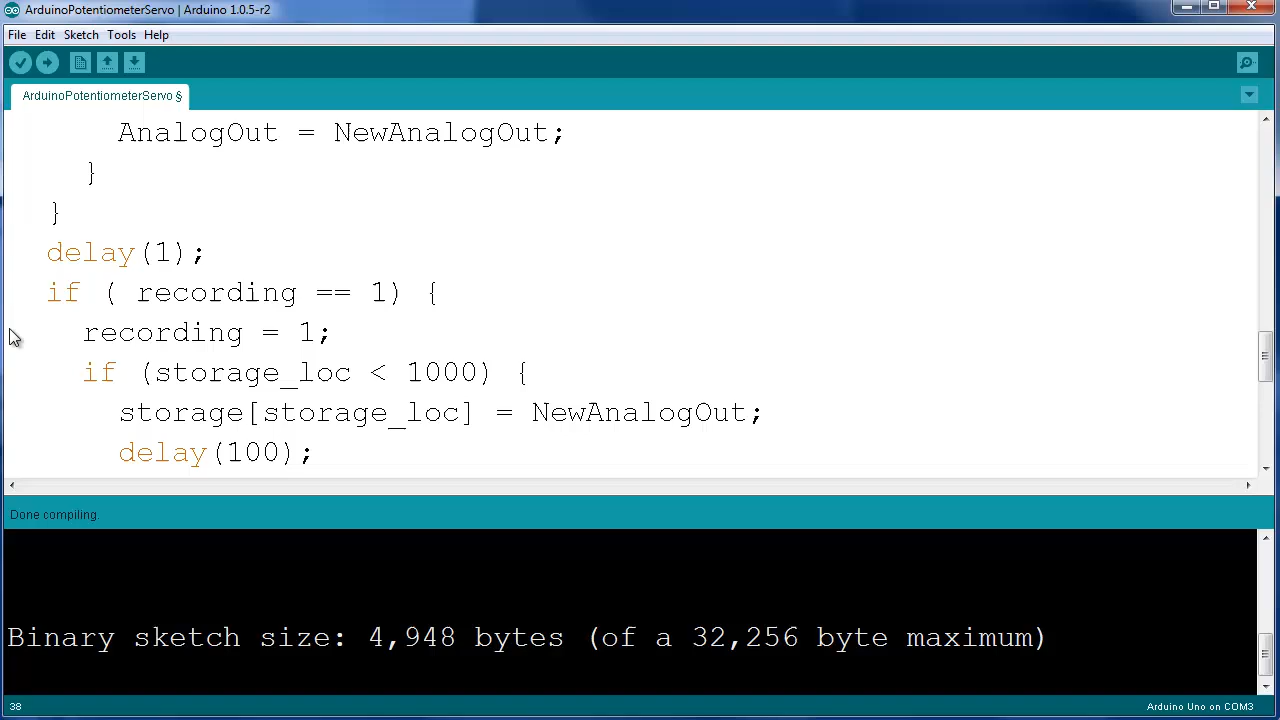 ArduinoPotentiometerServo | Arduino 1.0.5-r2
File Edit Sketch Tools Help
ArduinoPotentiometerServo §
AnalogOut = NewAnalogOut;
}
}
delay(1);
if ( recording == 1) {
recording = 1;
if (storage_loc < 1000) {
storage[storage_loc] = NewAnalogOut;
delay(100);
Done compiling.
Binary sketch size: 4,948 bytes (of a 32,256 byte maximum)
38
Arduino Uno on COM3